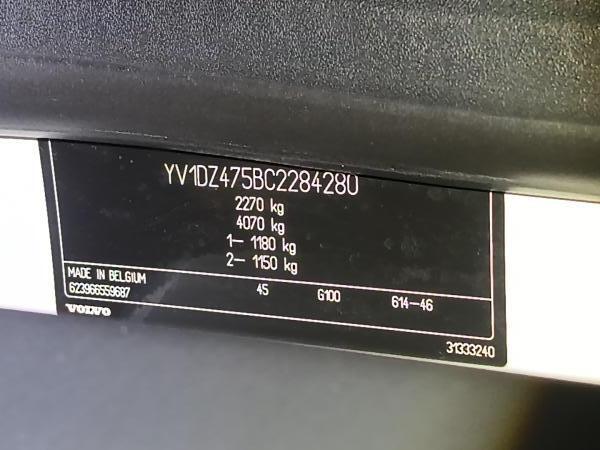 YV1DZ475BC2284280
2270 kg
4070 kg
1- 1180 kg
2- 1150 kg
MADE IN BELGIUM
623966559687 45 G100 614-46
VOLVO
31333240